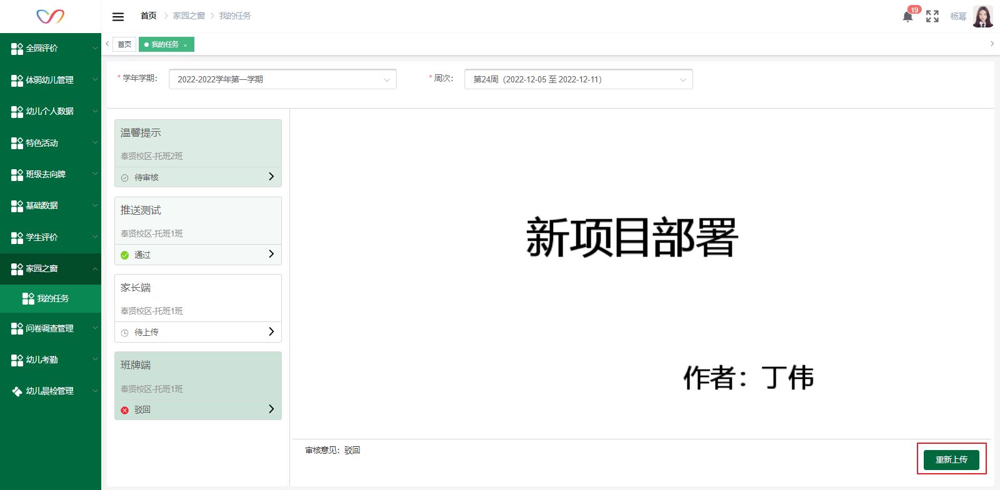 首页 > 家园之窗 > 我的任务
19
杨幂
全园评价
体弱幼儿管理
幼儿个人数据
特色活动
班级去向牌
基础数据
学生评价
家园之窗
我的任务
问卷调查管理
幼儿考勤
幼儿晨检管理
首页
我的任务 ×
* 学年学期: 2022-2022学年第一学期
* 周次: 第24周（2022-12-05 至 2022-12-11）
温馨提示
奉贤校区-托班2班
待审核
推送测试
奉贤校区-托班1班
通过
家长端
奉贤校区-托班1班
待上传
班牌端
奉贤校区-托班1班
驳回
新项目部署
作者：丁伟
审核意见：驳回
重新上传